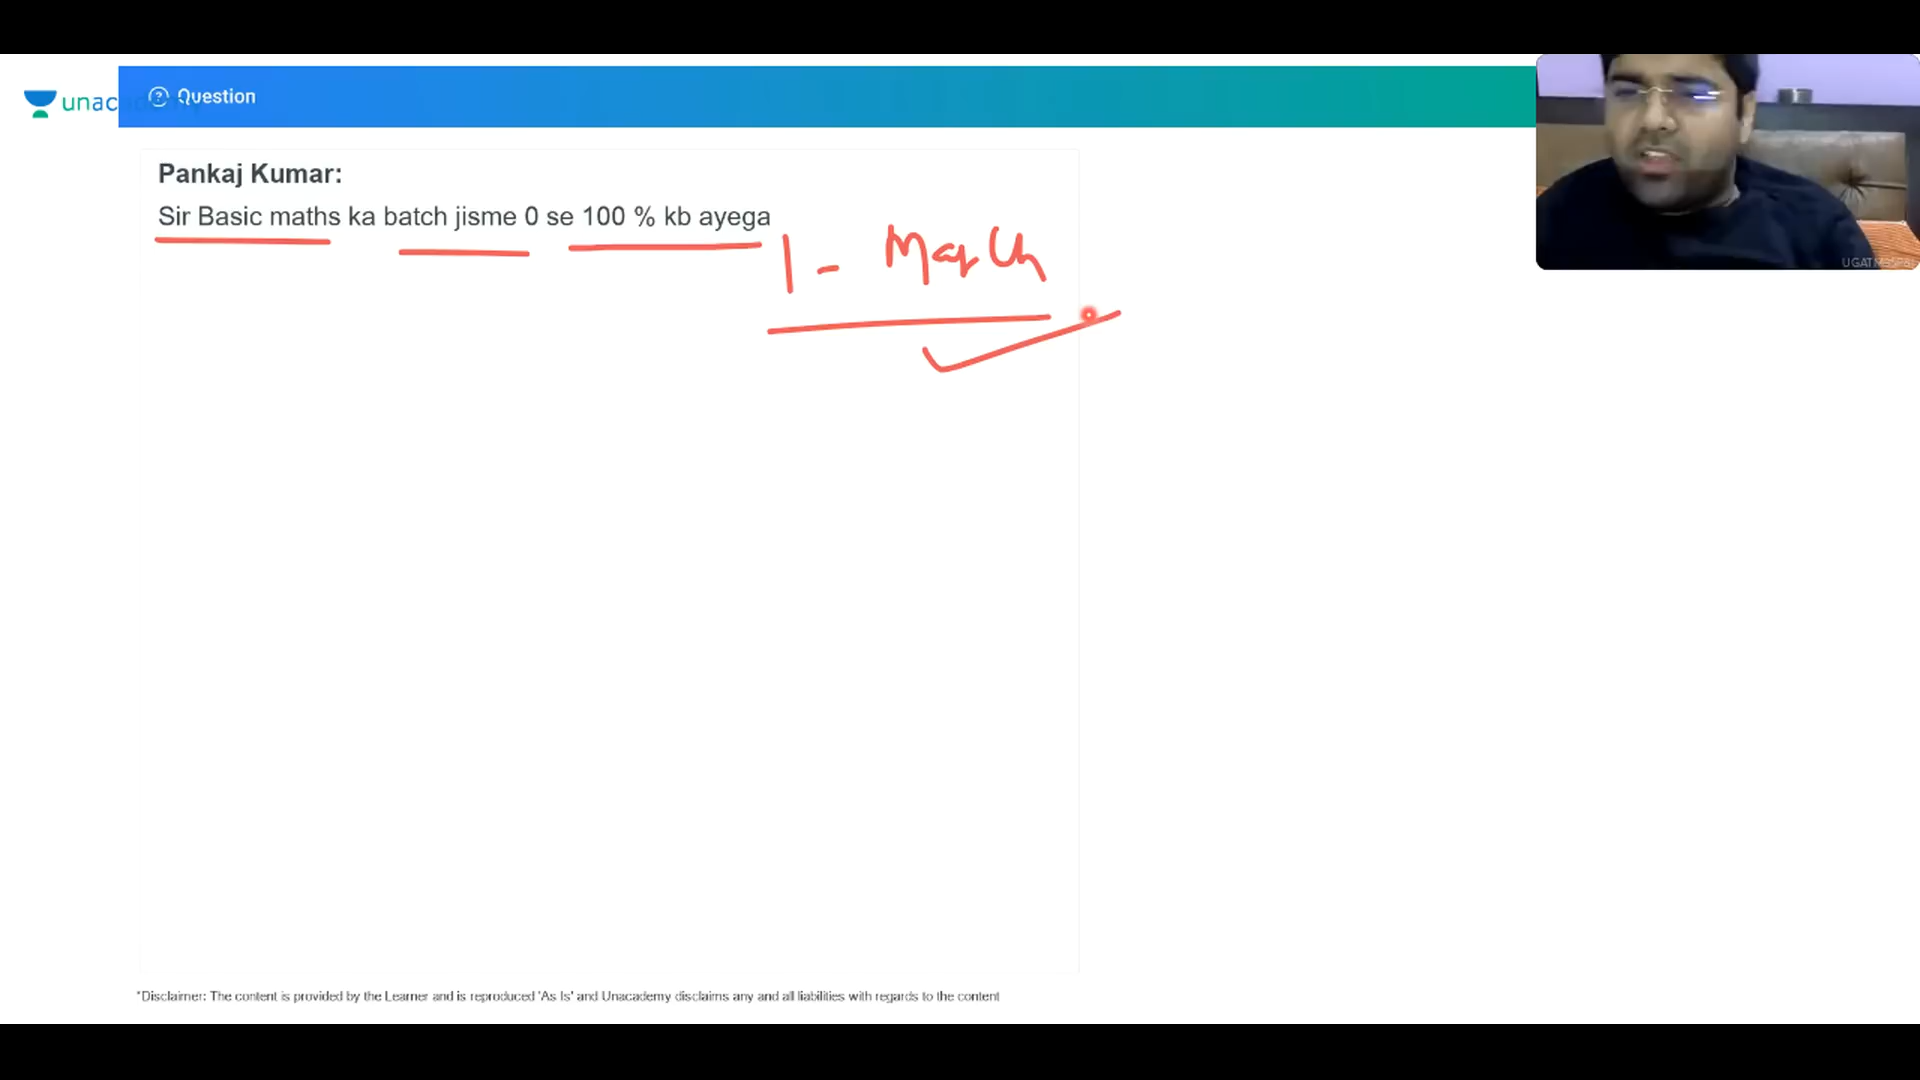 unacademy
Question
Pankaj Kumar:
Sir Basic maths ka batch jisme 0 se 100 % kb ayega
1 - March
*Disclaimer: The content is provided by the Learner and is reproduced 'As Is' and Unacademy disclaims any and all liabilities with regards to the content